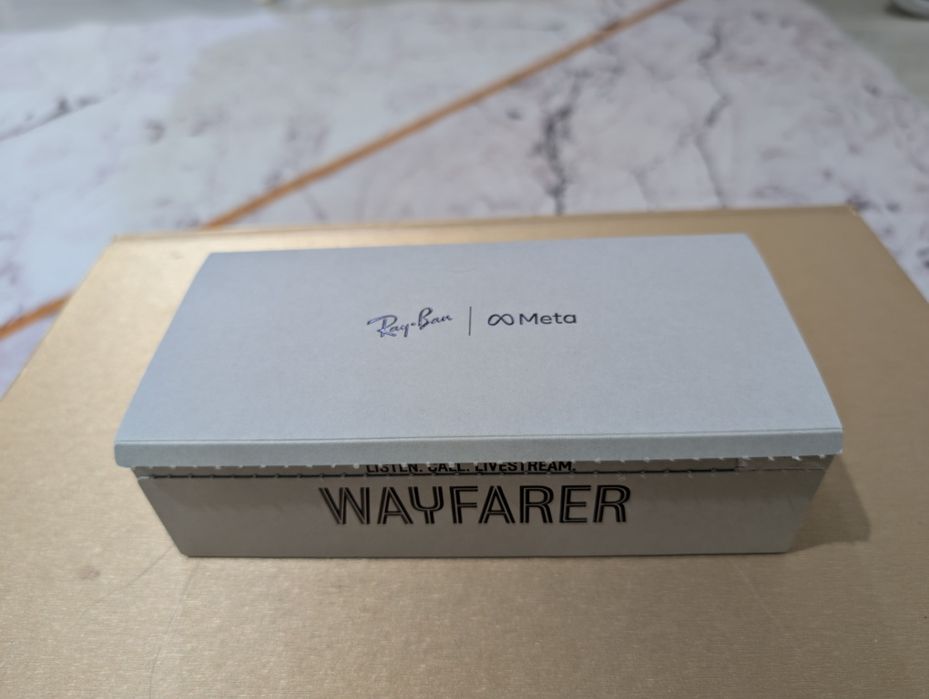 Ray-Ban | ∞ Meta
LISTEN. CALL. LIVESTREAM.
WAYFARER